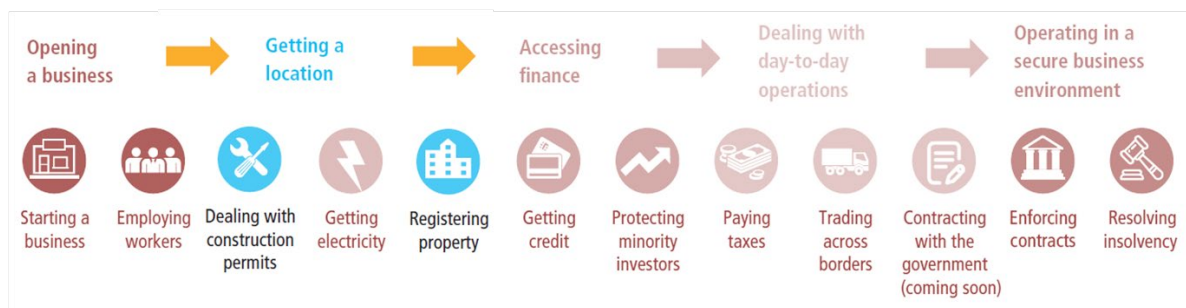 Opening
a business
Getting a
location
Accessing
finance
Dealing with
day-to-day
operations
Operating in a
secure business
environment
Starting a
business
Employing
workers
Dealing with
construction
permits
Getting
electricity
Registering
property
Getting
credit
Protecting
minority
investors
Paying
taxes
Trading
across
borders
Contracting
with the
government
(coming soon)
Enforcing
contracts
Resolving
insolvency